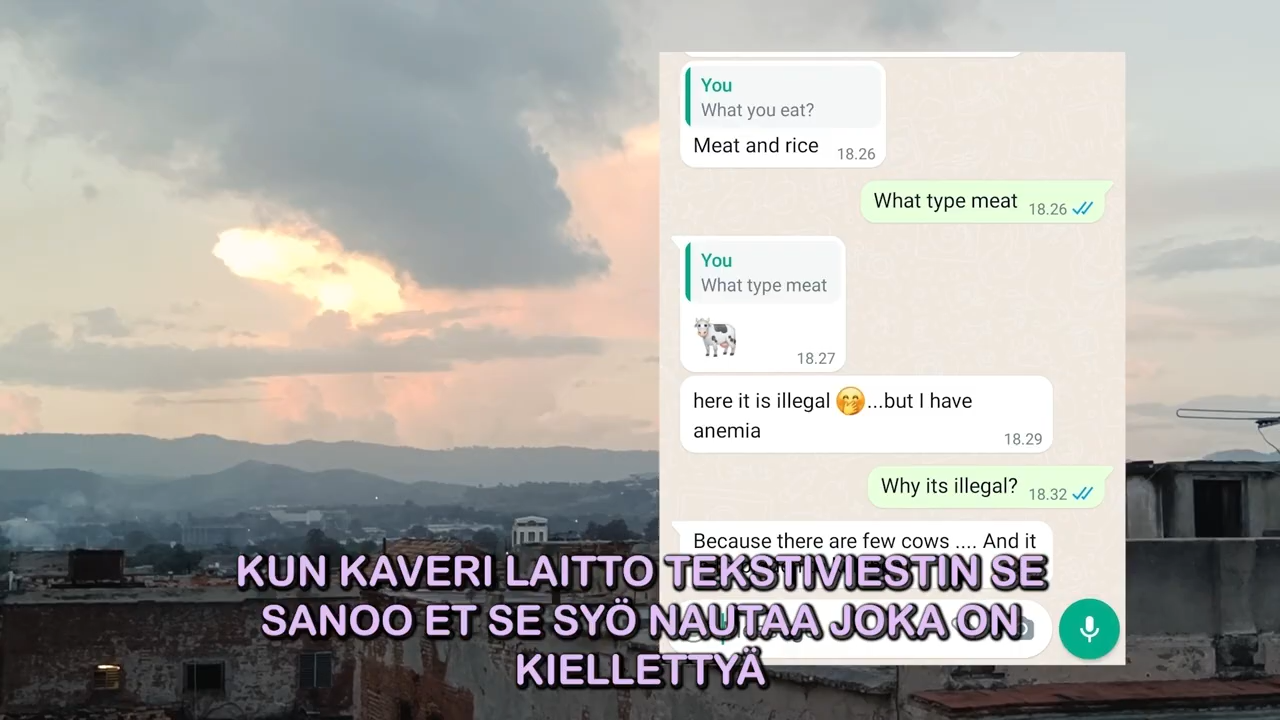 You
What you eat?
Meat and rice 18.26
What type meat 18.26
You
What type meat
18.27
here it is illegal 🤭...but I have
anemia
18.29
Why its illegal? 18.32
Because there are few cows .... And it
KUN KAVERI LAITTO TEKSTIVIESTIN SE
SANOO ET SE SYÖ NAUTAA JOKA ON
KIELLETTYÄ